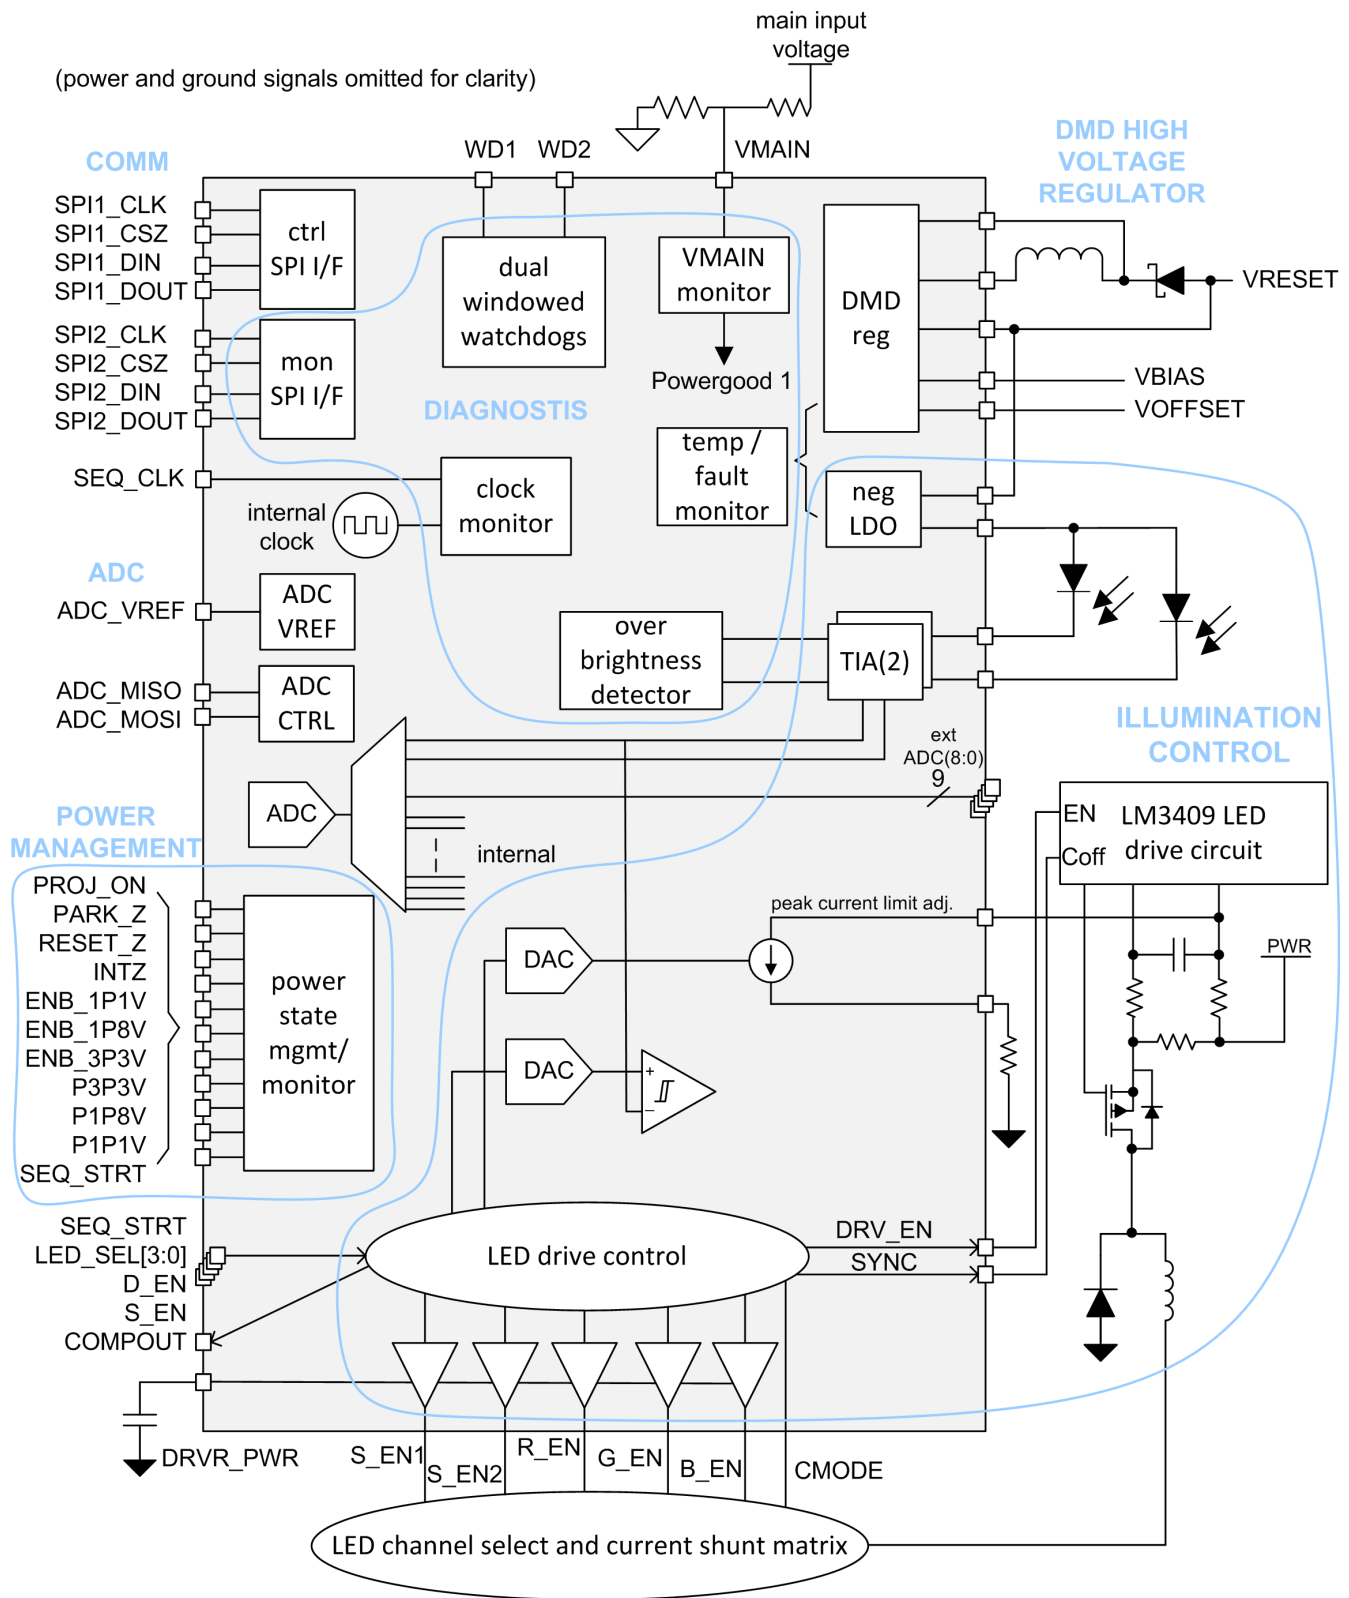 main input
voltage
(power and ground signals omitted for clarity)
COMM
WD1
WD2
VMAIN
DMD HIGH
VOLTAGE
REGULATOR
SPI1_CLK
SPI1_CSZ
SPI1_DIN
SPI1_DOUT
ctrl
SPI I/F
SPI2_CLK
SPI2_CSZ
SPI2_DIN
SPI2_DOUT
mon
SPI I/F
dual
windowed
watchdogs
VMAIN
monitor
Powergood 1
DMD
reg
VRESET
VBIAS
VOFFSET
DIAGNOSTIS
temp /
fault
monitor
neg
LDO
SEQ_CLK
clock
monitor
internal
clock
ADC
ADC_VREF
ADC
VREF
ADC_MISO
ADC_MOSI
ADC
CTRL
over
brightness
detector
TIA(2)
ILLUMINATION
CONTROL
ext
ADC(8:0)
9
ADC
internal
EN
Coff
LM3409 LED
drive circuit
POWER
MANAGEMENT
PROJ_ON
PARK_Z
RESET_Z
INTZ
ENB_1P1V
ENB_1P8V
ENB_3P3V
P3P3V
P1P8V
P1P1V
SEQ_STRT
power
state
mgmt/
monitor
peak current limit adj.
DAC
DAC
+
−
PWR
SEQ_STRT
LED_SEL[3:0]
D_EN
S_EN
COMPOUT
LED drive control
DRV_EN
SYNC
DRVR_PWR
S_EN1
S_EN2
R_EN
G_EN
B_EN
CMODE
LED channel select and current shunt matrix